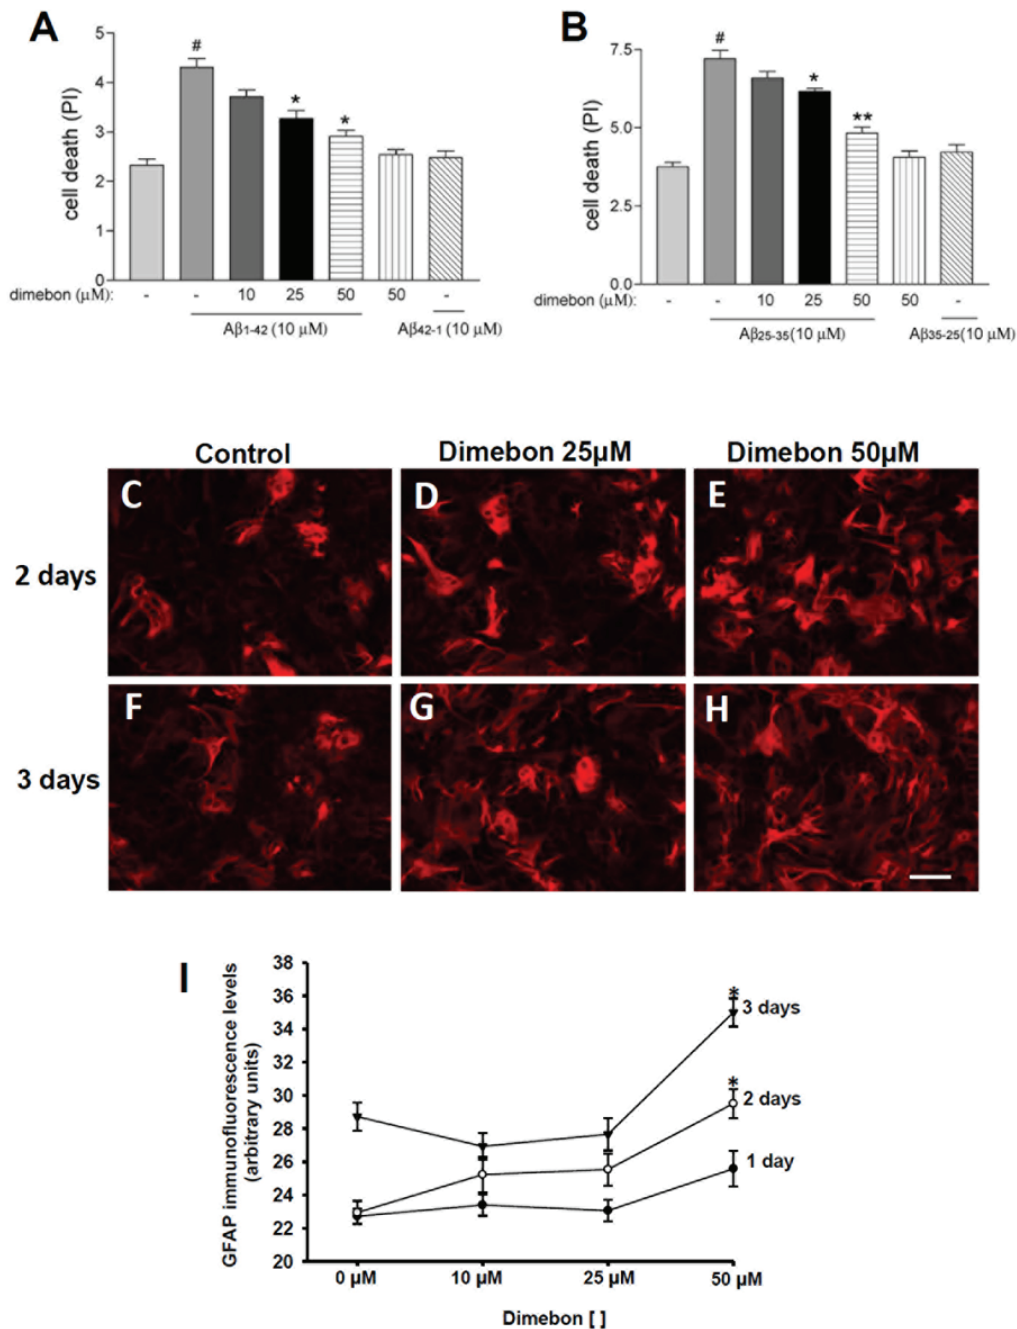 A
cell death (PI)
5
4
3
2
1
0
#
*
*
dimebon (µM):
- - 10 25 50 50 -
Aβ1-42 (10 µM) Aβ42-1 (10 µM)
B
cell death (PI)
7.5
5.0
2.5
0.0
#
*
**
dimebon (µM):
- - 10 25 50 50 -
Aβ25-35(10 µM) Aβ35-25(10 µM)
Control Dimebon 25µM Dimebon 50µM
2 days
C D E
3 days
F G H
I
GFAP immunofluorescence levels
(arbitrary units)
38
36
34
32
30
28
26
24
22
20
*
3 days
*
2 days
1 day
0 µM 10 µM 25 µM 50 µM
Dimebon [ ]